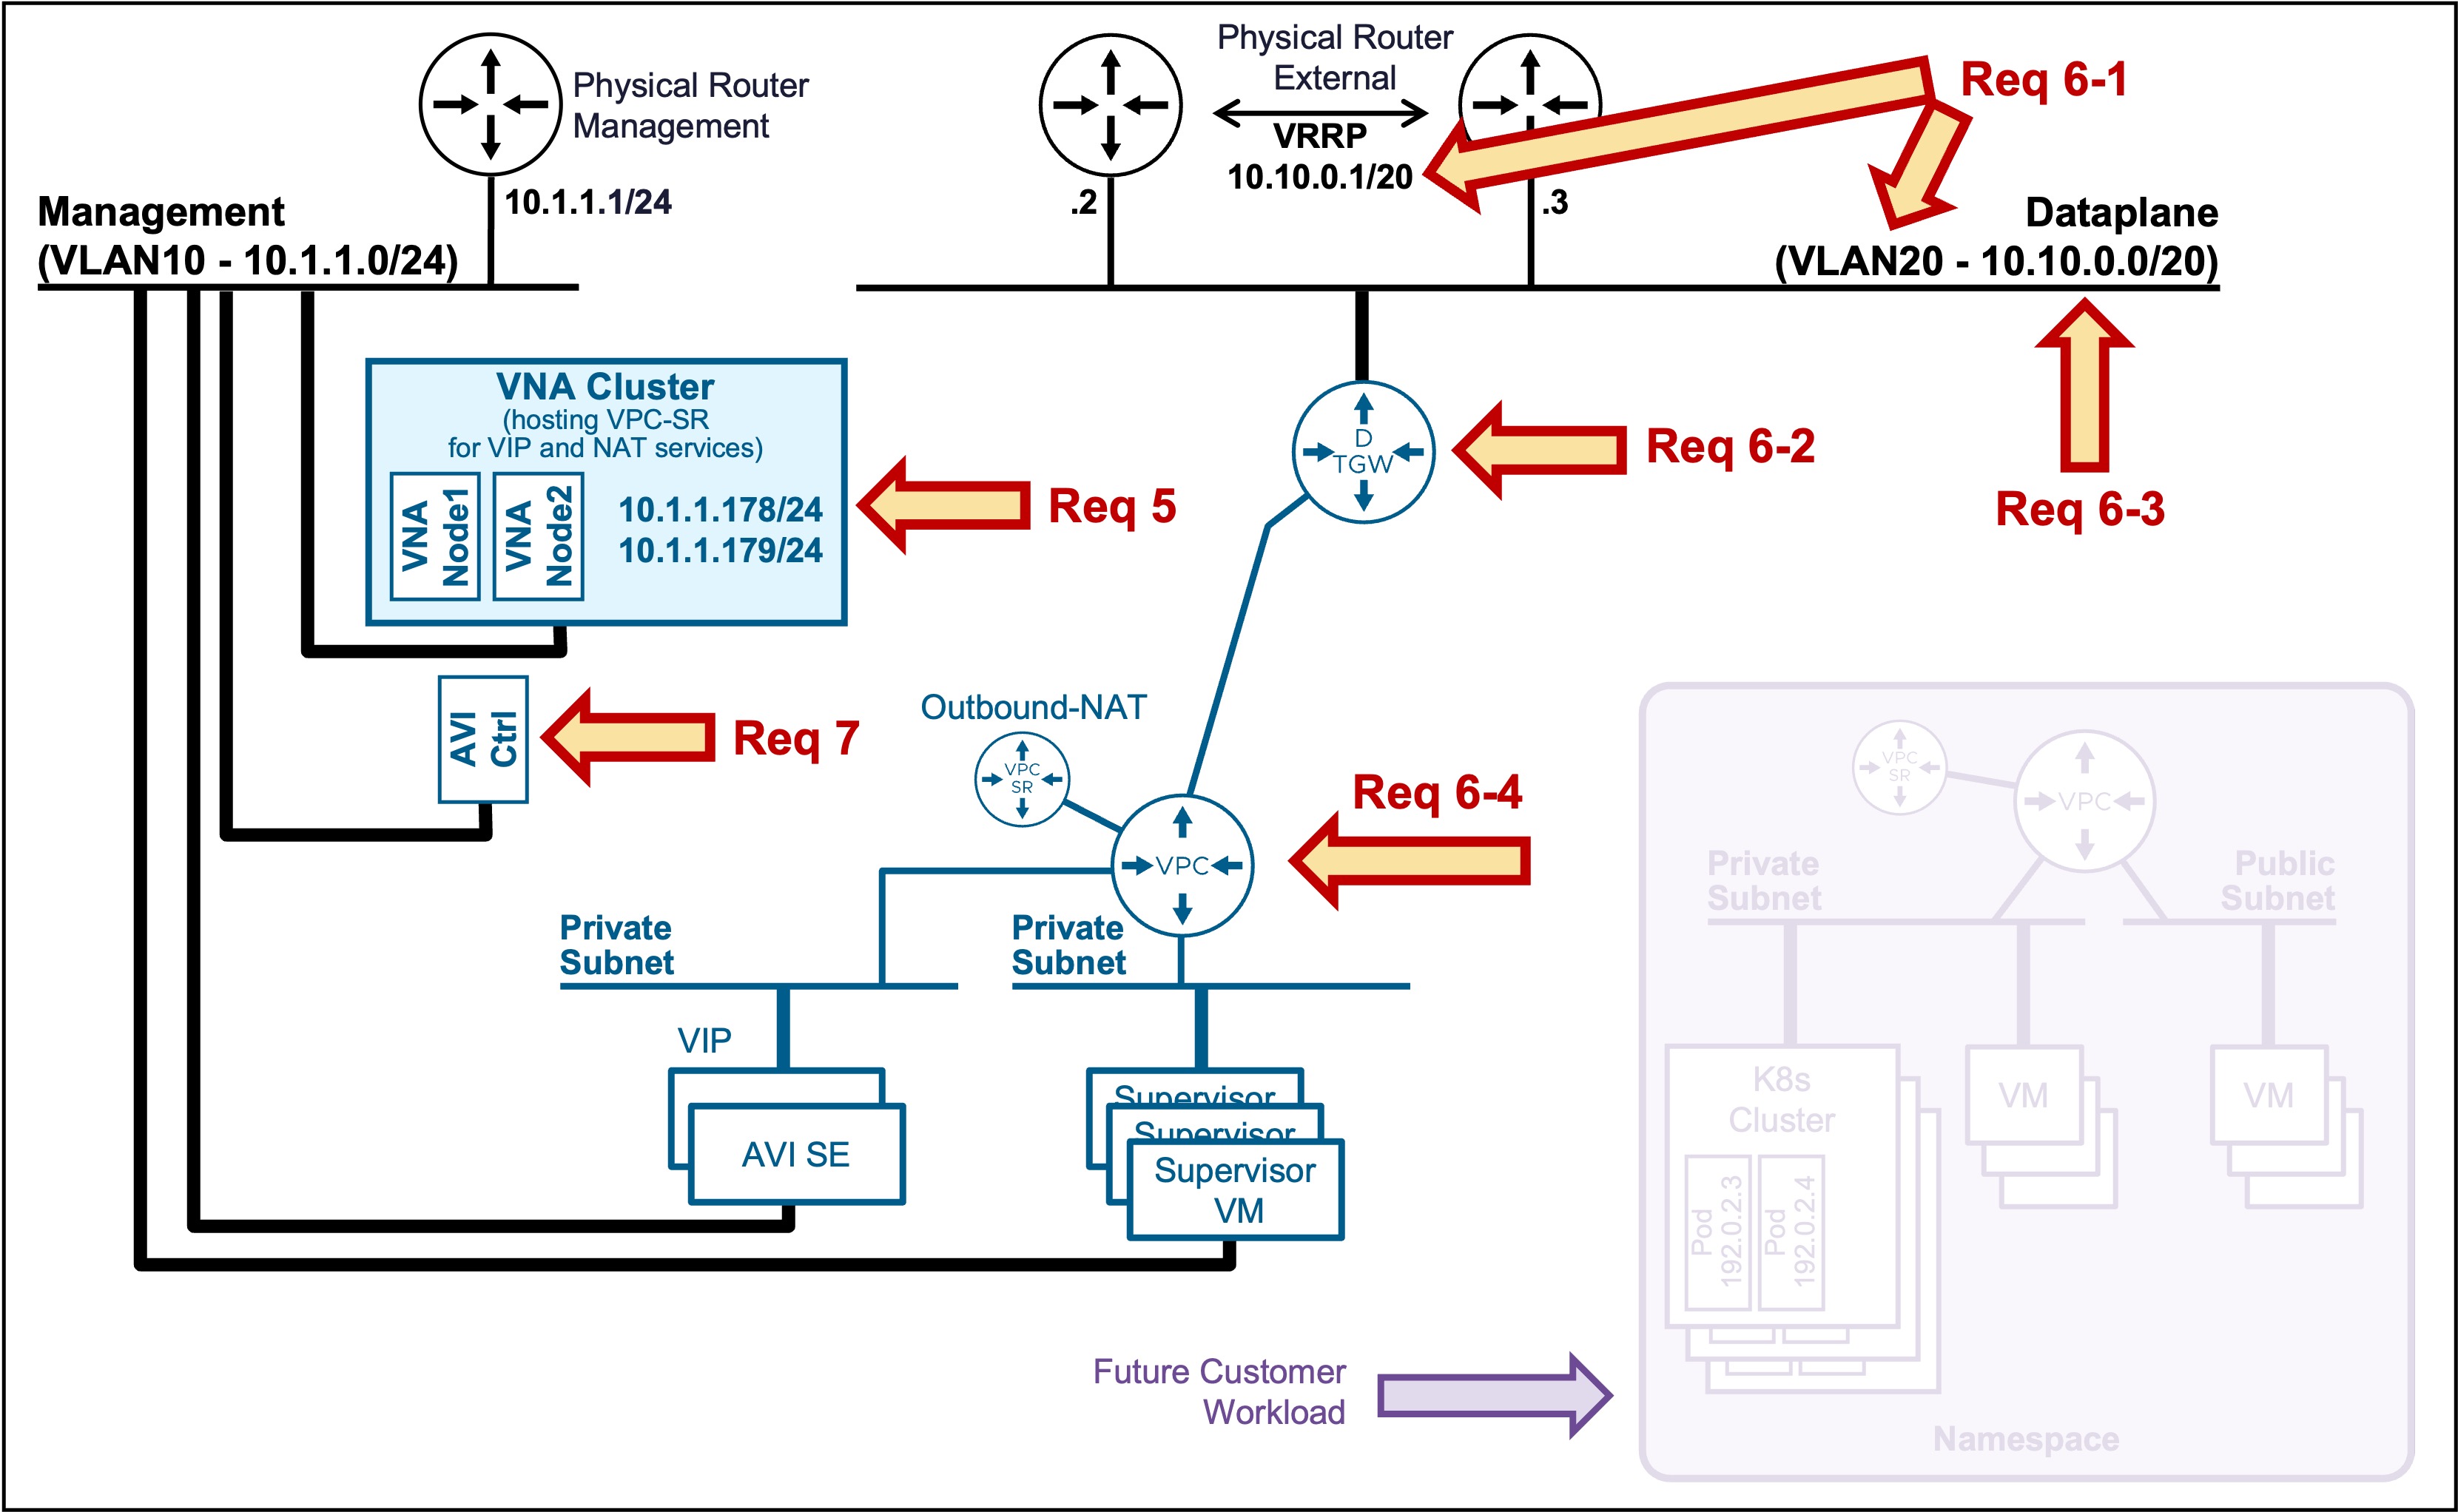 Physical Router
Management
10.1.1.1/24
Management
(VLAN10 - 10.1.1.0/24)
Physical Router
External
VRRP
10.10.0.1/20
.2
.3
Req 6-1
Dataplane
(VLAN20 - 10.10.0.0/20)
VNA Cluster
(hosting VPC-SR
for VIP and NAT services)
VNA
Node1
VNA
Node2
10.1.1.178/24
10.1.1.179/24
Req 5
D
TGW
Req 6-2
Req 6-3
AVI
Ctrl
Req 7
Outbound-NAT
VPC
SR
VPC
Req 6-4
Private
Subnet
Private
Subnet
VIP
AVI SE
Supervisor
Supervisor
Supervisor
VM
VPC
SR
VPC
Private
Subnet
Public
Subnet
K8s
Cluster
Pod
192.0.2.3
Pod
192.0.2.4
VM
VM
Future Customer
Workload
Namespace